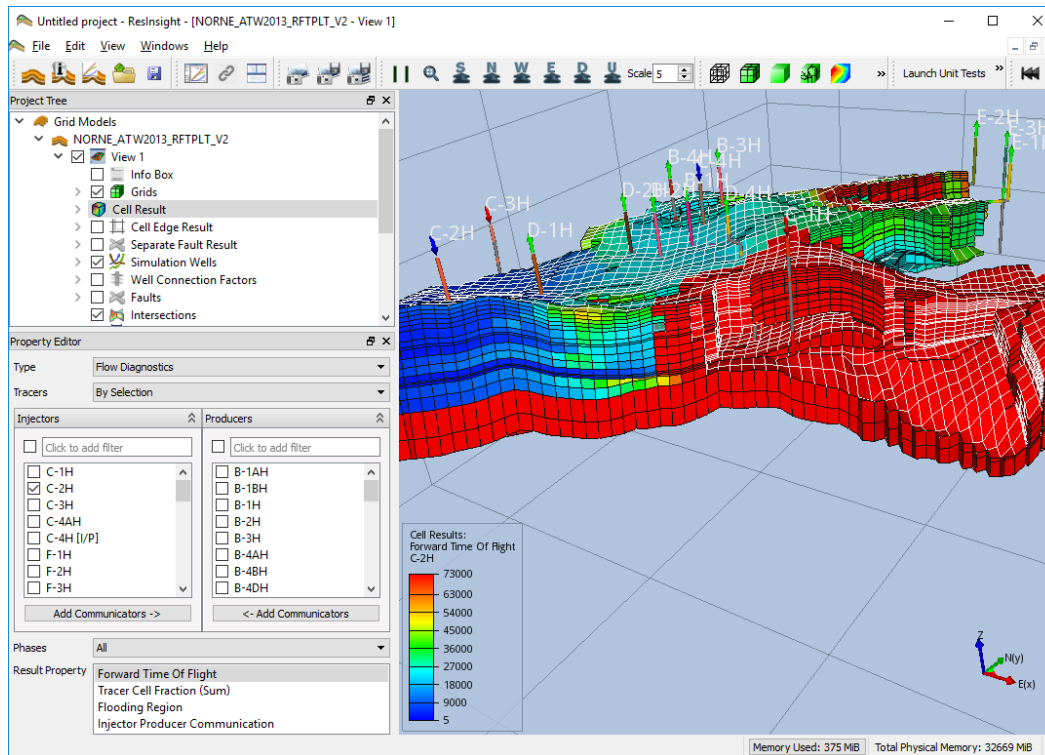 Untitled project - ResInsight - [NORNE_ATW2013_RFTPLT_V2 - View 1]
File Edit View Windows Help
S N W E D U Scale 5 » Launch Unit Tests »
Project Tree
Grid Models
NORNE_ATW2013_RFTPLT_V2
View 1
Info Box
Grids
Cell Result
Cell Edge Result
Separate Fault Result
Simulation Wells
Well Connection Factors
Faults
Intersections
Property Editor
Type Flow Diagnostics
Tracers By Selection
Injectors Producers
Click to add filter Click to add filter
C-1H B-1AH
C-2H B-1BH
C-3H B-1H
C-4AH B-2H
C-4H [I/P] B-3H
F-1H B-4AH
F-2H B-4BH
F-3H B-4DH
Add Communicators -> <- Add Communicators
Phases All
Result Property Forward Time Of Flight
Tracer Cell Fraction (Sum)
Flooding Region
Injector Producer Communication
E-2H
E-3H
E-1H
B-3H
B-4H
D-4H
C-3H
C-2H
D-1H
Cell Results:
Forward Time Of Flight
C-2H
73000
63000
54000
45000
36000
27000
18000
9000
5
Z
N(y)
E(x)
Memory Used: 375 MiB Total Physical Memory: 32669 MiB